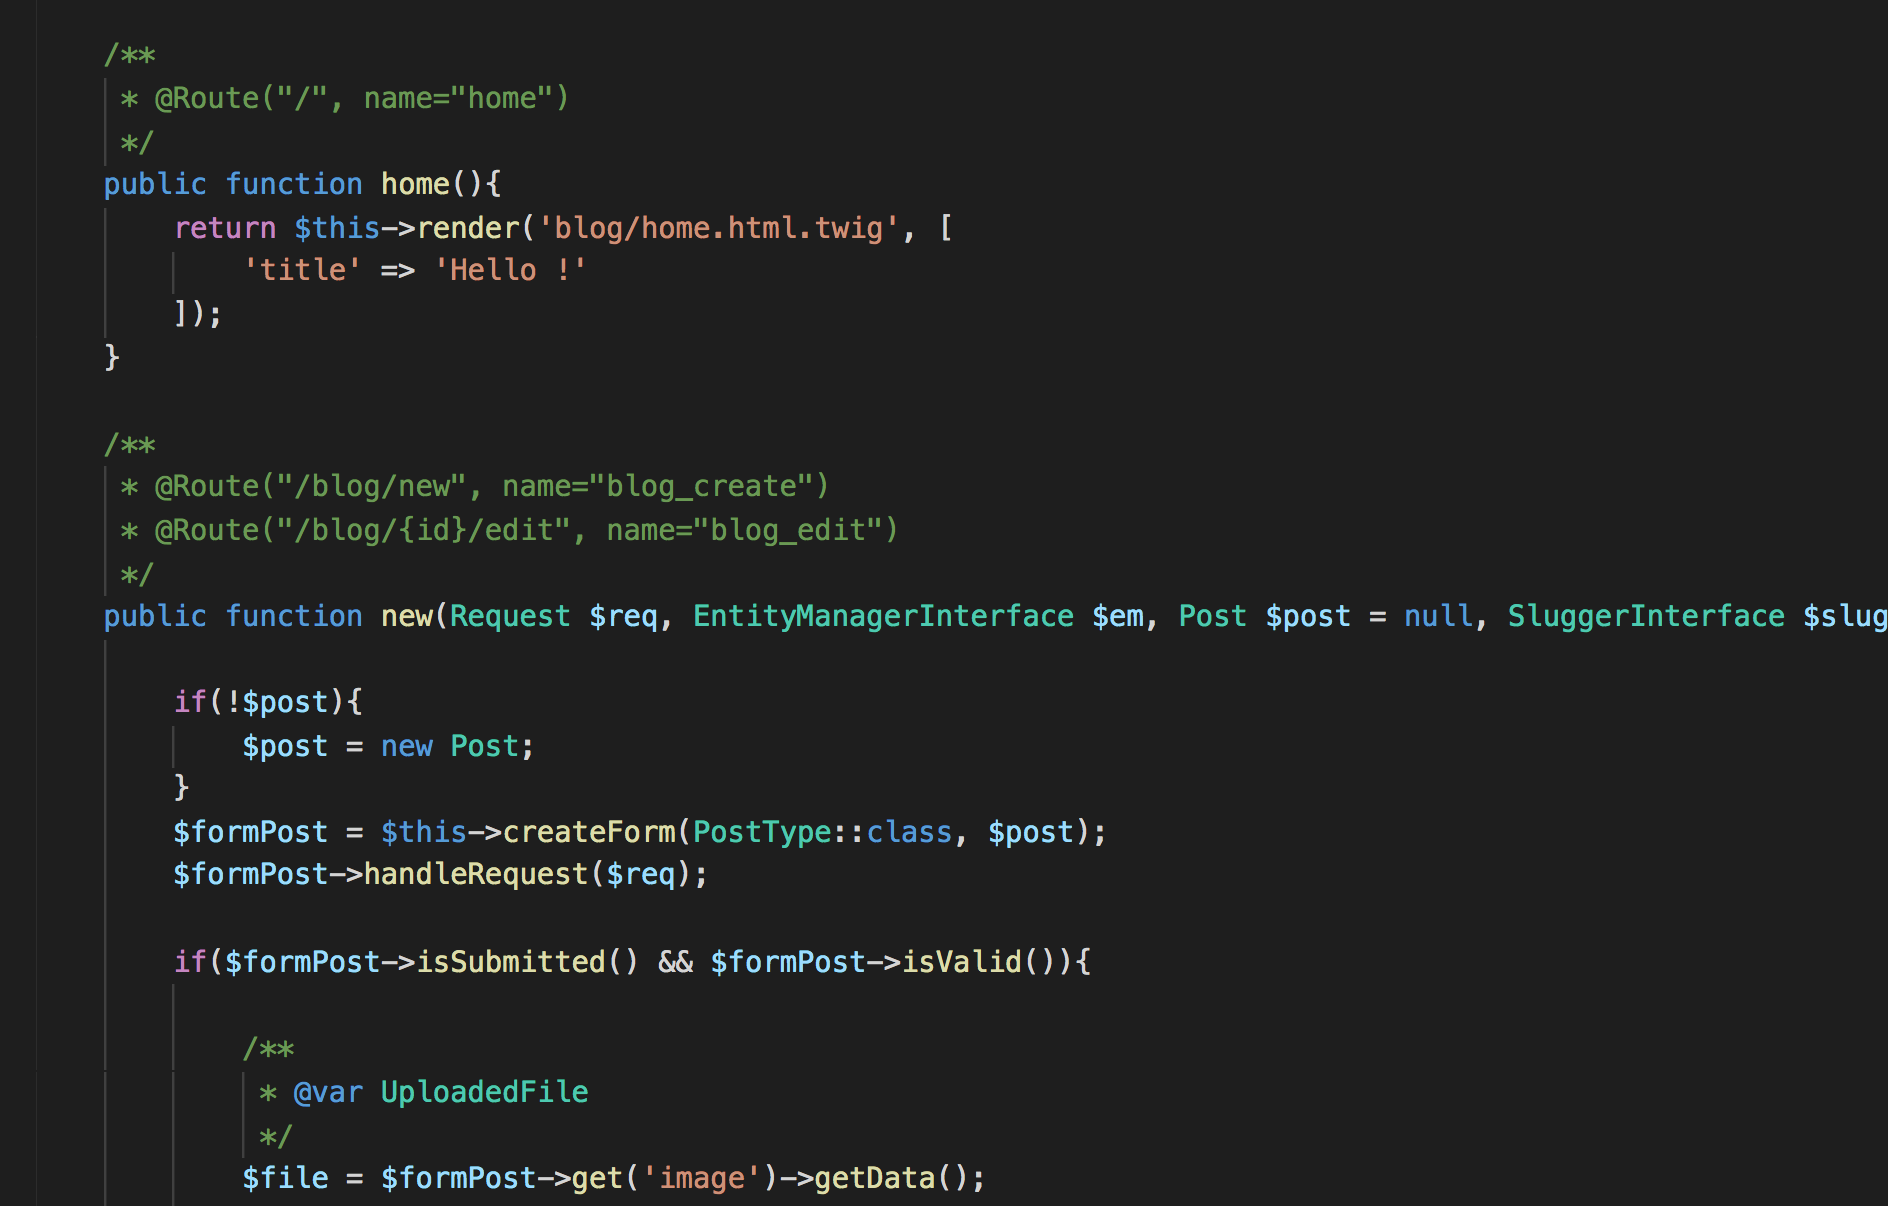 /**
* @Route("/", name="home")
*/
public function home(){
return $this->render('blog/home.html.twig', [
'title' => 'Hello !'
]);
}
/**
* @Route("/blog/new", name="blog_create")
* @Route("/blog/{id}/edit", name="blog_edit")
*/
public function new(Request $req, EntityManagerInterface $em, Post $post = null, SluggerInterface $slug
if(!$post){
$post = new Post;
}
$formPost = $this->createForm(PostType::class, $post);
$formPost->handleRequest($req);
if($formPost->isSubmitted() && $formPost->isValid()){
/**
* @var UploadedFile
*/
$file = $formPost->get('image')->getData();